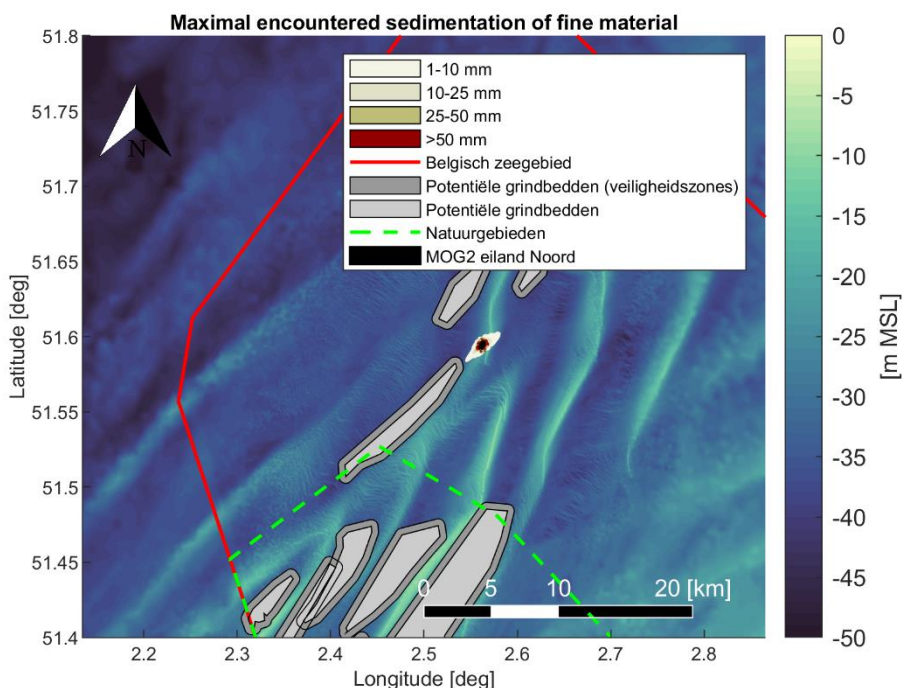 Maximal encountered sedimentation of fine material
51.8
51.75
51.7
51.65
51.6
51.55
51.5
51.45
51.4
Latitude [deg]
N
1-10 mm
10-25 mm
25-50 mm
>50 mm
Belgisch zeegebied
Potentiële grindbedden (veiligheidszones)
Potentiële grindbedden
Natuurgebieden
MOG2 eiland Noord
0 5 10 20 [km]
2.2 2.3 2.4 2.5 2.6 2.7 2.8
Longitude [deg]
0
-5
-10
-15
-20
-25
-30
-35
-40
-45
-50
[m MSL]